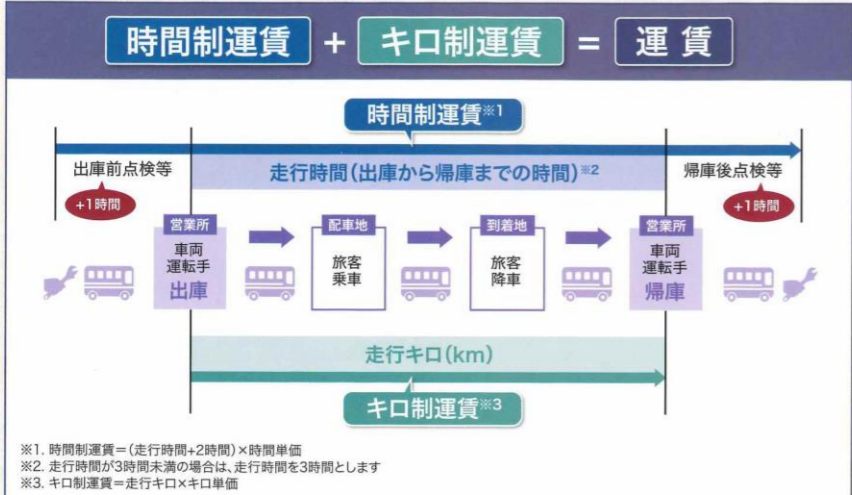 時間制運賃 + キロ制運賃 = 運賃
時間制運賃※1
出庫前点検等
走行時間(出庫から帰庫までの時間)※2
帰庫後点検等
+1時間
+1時間
営業所
車両
運転手
出庫
配車地
旅客
乗車
到着地
旅客
降車
営業所
車両
運転手
帰庫
走行キロ(km)
キロ制運賃※3
※1. 時間制運賃=(走行時間+2時間)×時間単価
※2. 走行時間が3時間未満の場合は、走行時間を3時間とします
※3. キロ制運賃=走行キロ×キロ単価